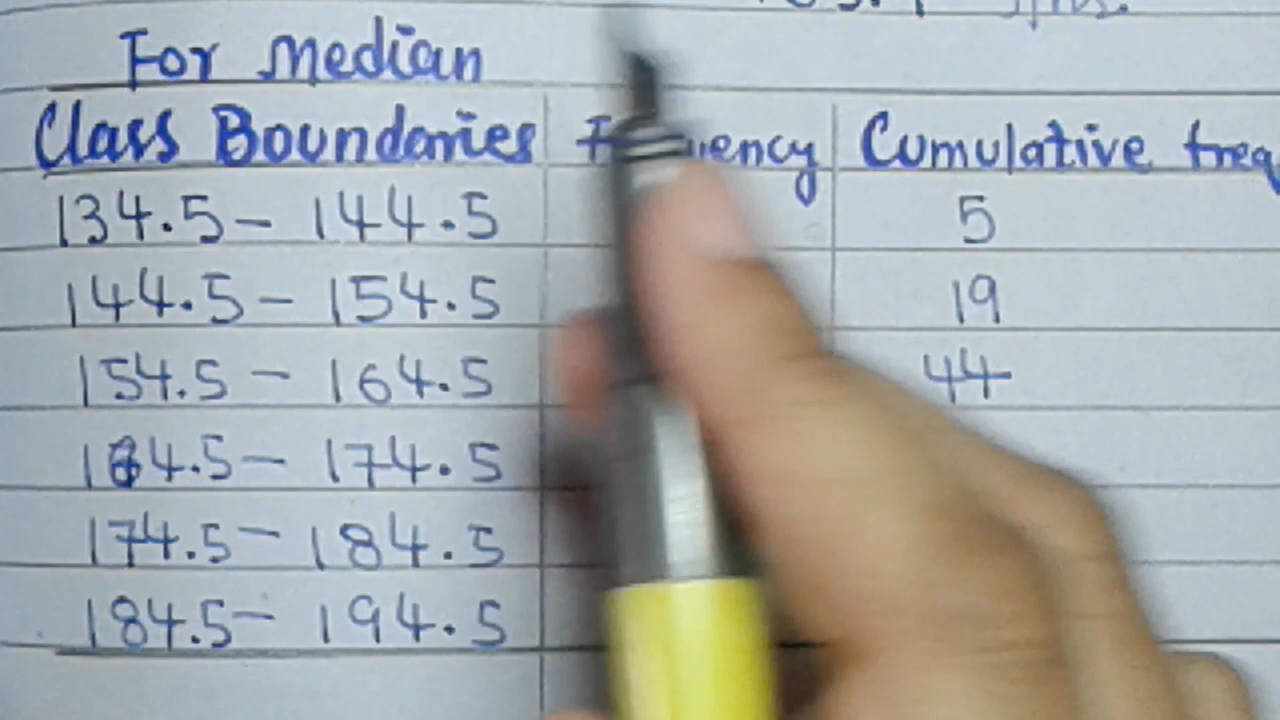 For Median
Class Boundaries Cumulative freq
134.5 - 144.5 5
144.5 - 154.5 19
154.5 - 164.5 44
164.5 - 174.5
174.5 - 184.5
184.5 - 194.5